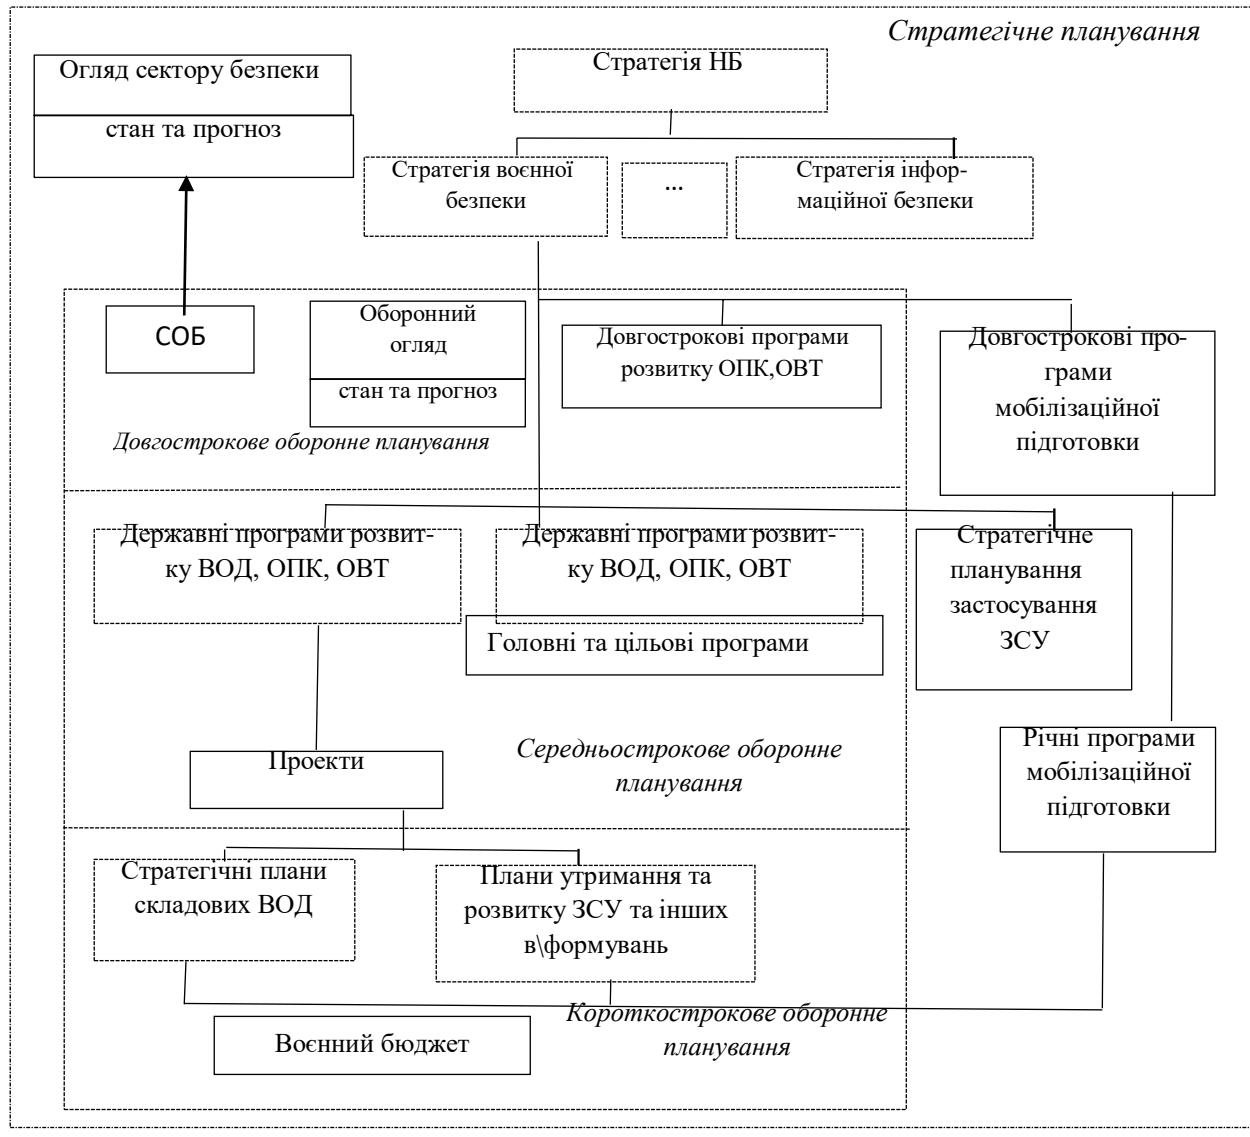 Стратегічне планування
Огляд сектору безпеки
стан та прогноз
Стратегія НБ
Стратегія воєнної
безпеки
...
Стратегія інфор-
маційної безпеки
СОБ
Оборонний
огляд
стан та прогноз
Довгострокові програми
розвитку ОПК,ОВТ
Довгострокові про-
грами
мобілізаційної
підготовки
Довгострокове оборонне планування
Державні програми розвит-
ку ВОД, ОПК, ОВТ
Державні програми розвит-
ку ВОД, ОПК, ОВТ
Головні та цільові програми
Стратегічне
планування
застосування
ЗСУ
Проекти
Середньострокове оборонне
планування
Річні програми
мобілізаційної
підготовки
Стратегічні плани
складових ВОД
Плани утримання та
розвитку ЗСУ та інших
в\формувань
Короткострокове оборонне
планування
Воєнний бюджет